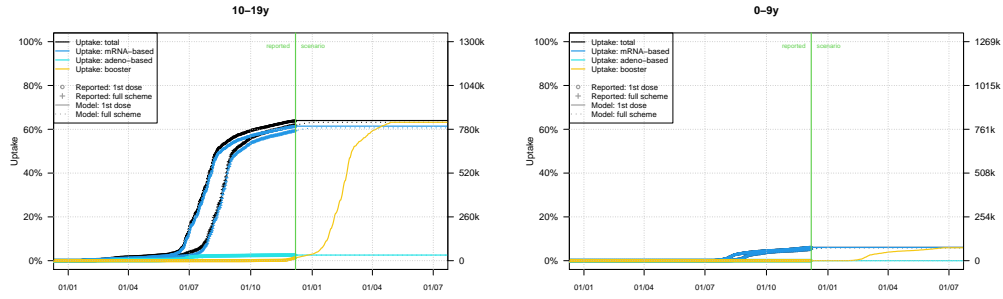 10−19y
100%
80%
60%
40%
20%
0%
Uptake
Uptake: total
Uptake: mRNA−based
Uptake: adeno−based
Uptake: booster
Reported: 1st dose
Reported: full scheme
Model: 1st dose
Model: full scheme
reported
scenario
1300k
1040k
780k
520k
260k
0
01/01
01/04
01/07
01/10
01/01
01/04
01/07
0−9y
100%
80%
60%
40%
20%
0%
Uptake
Uptake: total
Uptake: mRNA−based
Uptake: adeno−based
Uptake: booster
Reported: 1st dose
Reported: full scheme
Model: 1st dose
Model: full scheme
reported
scenario
1269k
1015k
761k
508k
254k
0
01/01
01/04
01/07
01/10
01/01
01/04
01/07